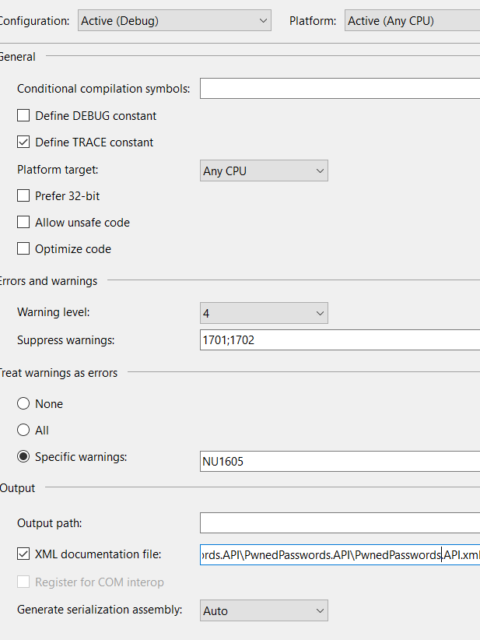 Configuration: Active (Debug) Platform: Active (Any CPU)
General
Conditional compilation symbols:
Define DEBUG constant
Define TRACE constant
Platform target: Any CPU
Prefer 32-bit
Allow unsafe code
Optimize code
Errors and warnings
Warning level: 4
Suppress warnings: 1701;1702
Treat warnings as errors
None
All
Specific warnings: NU1605
Output
Output path:
XML documentation file: ords.API\PwnedPasswords.API\PwnedPasswords.API.xml
Register for COM interop
Generate serialization assembly: Auto